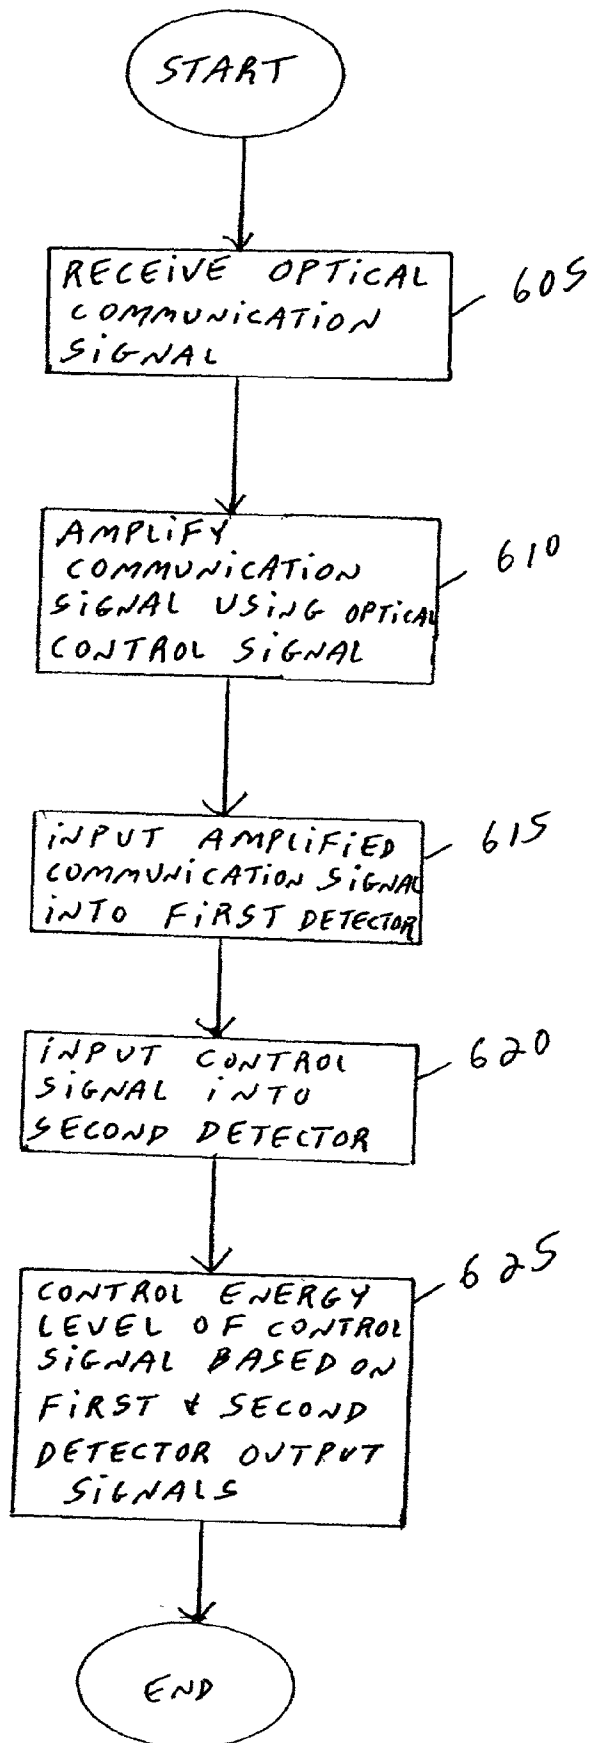 START
RECEIVE OPTICAL
COMMUNICATION
SIGNAL
605
AMPLIFY
COMMUNICATION
SIGNAL USING OPTICAL
CONTROL SIGNAL
610
INPUT AMPLIFIED
COMMUNICATION SIGNAL
INTO FIRST DETECTOR
615
INPUT CONTROL
SIGNAL INTO
SECOND DETECTOR
620
CONTROL ENERGY
LEVEL OF CONTROL
SIGNAL BASED ON
FIRST & SECOND
DETECTOR OUTPUT
SIGNALS
625
END